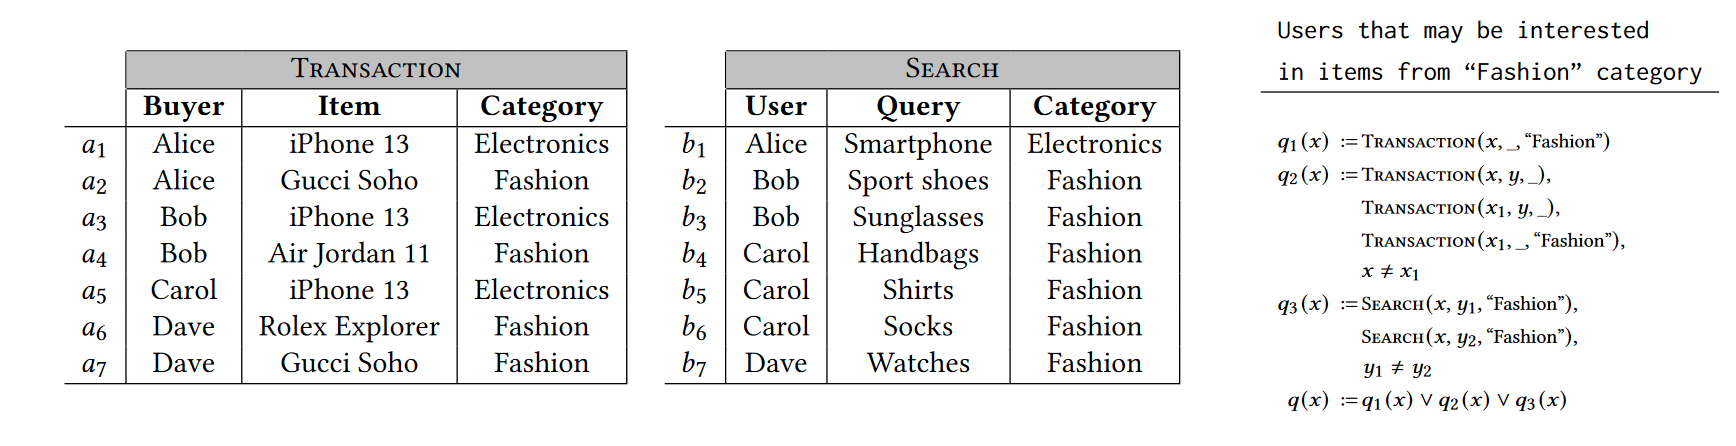 TRANSACTION
Buyer Item Category
a1 Alice iPhone 13 Electronics
a2 Alice Gucci Soho Fashion
a3 Bob iPhone 13 Electronics
a4 Bob Air Jordan 11 Fashion
a5 Carol iPhone 13 Electronics
a6 Dave Rolex Explorer Fashion
a7 Dave Gucci Soho Fashion
SEARCH
User Query Category
b1 Alice Smartphone Electronics
b2 Bob Sport shoes Fashion
b3 Bob Sunglasses Fashion
b4 Carol Handbags Fashion
b5 Carol Shirts Fashion
b6 Carol Socks Fashion
b7 Dave Watches Fashion
Users that may be interested
in items from “Fashion” category
q1(x) := TRANSACTION(x, _, “Fashion”)
q2(x) := TRANSACTION(x, y, _),
TRANSACTION(x1, y, _),
TRANSACTION(x1, _, “Fashion”),
x ≠ x1
q3(x) := SEARCH(x, y1, “Fashion”),
SEARCH(x, y2, “Fashion”),
y1 ≠ y2
q(x) := q1(x) ∨ q2(x) ∨ q3(x)